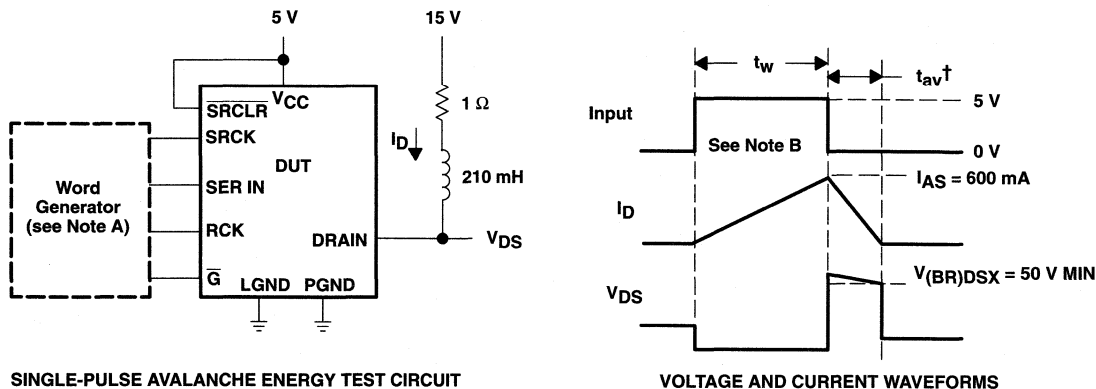 5 V
15 V
VCC
SRCLR
SRCK
SER IN
RCK
G
DUT
DRAIN
LGND PGND
Word
Generator
(see Note A)
1 Ω
ID
210 mH
VDS
SINGLE-PULSE AVALANCHE ENERGY TEST CIRCUIT
tw
tav†
Input
See Note B
5 V
0 V
ID
IAS = 600 mA
VDS
V(BR)DSX = 50 V MIN
VOLTAGE AND CURRENT WAVEFORMS